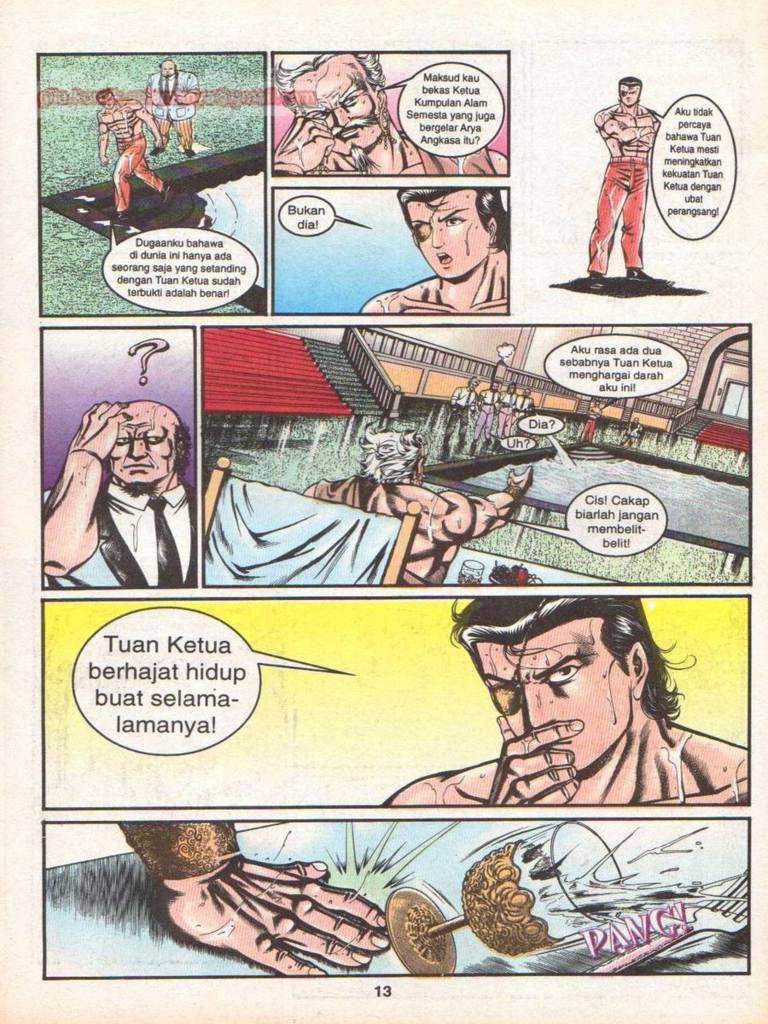 Dugaanku bahawa
di dunia ini hanya ada
seorang saja yang setanding
dengan Tuan Ketua sudah
terbukti adalah benar!
Maksud kau
bekas Ketua
Kumpulan Alam
Semesta yang juga
bergelar Arya
Angkasa itu?
Bukan
dia!
Aku tidak
percaya
bahawa Tuan
Ketua mesti
meningkatkan
kekuatan Tuan
Ketua dengan
ubat
perangsang!
?
Aku rasa ada dua
sebabnya Tuan Ketua
menghargai darah
aku ini!
Dia?
Uh?
Cis! Cakap
biarlah jangan
membelit-
belit!
Tuan Ketua
berhajat hidup
buat selama-
lamanya!
PANG!
13